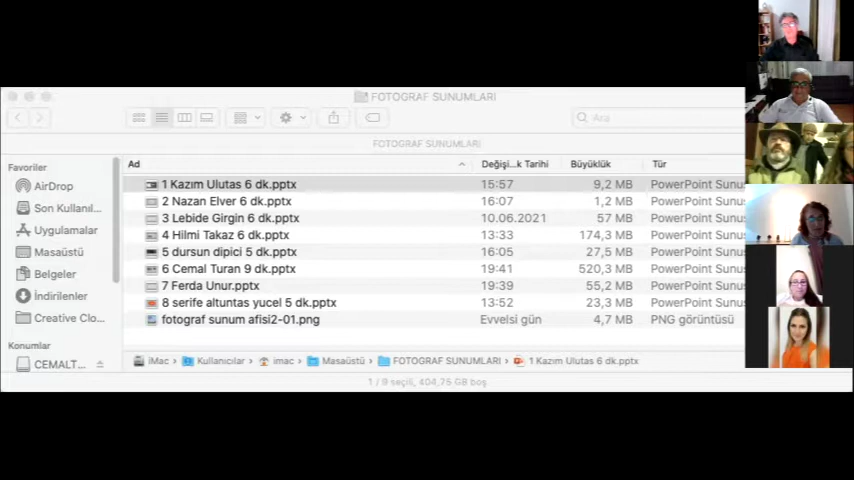 FOTOGRAF SUNUMLARI
Ara
FOTOGRAF SUNUMLARI
Favoriler
AirDrop
Son Kullanıl...
Uygulamalar
Masaüstü
Belgeler
İndirilenler
Creative Clo...
Konumlar
CEMALT...
Ad Değişi...k Tarihi Büyüklük Tür
1 Kazım Ulutas 6 dk.pptx 15:57 9,2 MB PowerPoint Sunu
2 Nazan Elver 6 dk.pptx 16:07 1,2 MB PowerPoint Sunu
3 Lebide Girgin 6 dk.pptx 10.06.2021 57 MB PowerPoint Sunu
4 Hilmi Takaz 6 dk.pptx 13:33 174,3 MB PowerPoint Sunu
5 dursun dipici 5 dk.pptx 16:05 27,5 MB PowerPoint Sunu
6 Cemal Turan 9 dk.pptx 19:41 520,3 MB PowerPoint Sunu
7 Ferda Unur.pptx 19:39 55,2 MB PowerPoint Sunu
8 serife altuntas yucel 5 dk.pptx 13:52 23,3 MB PowerPoint Sunu
fotograf sunum afisi2-01.png Evvelsi gün 4,7 MB PNG görüntüsü
iMac › Kullanıcılar › imac › Masaüstü › FOTOGRAF SUNUMLARI › 1 Kazım Ulutas 6 dk.pptx
1 / 9 seçili, 404,75 GB boş